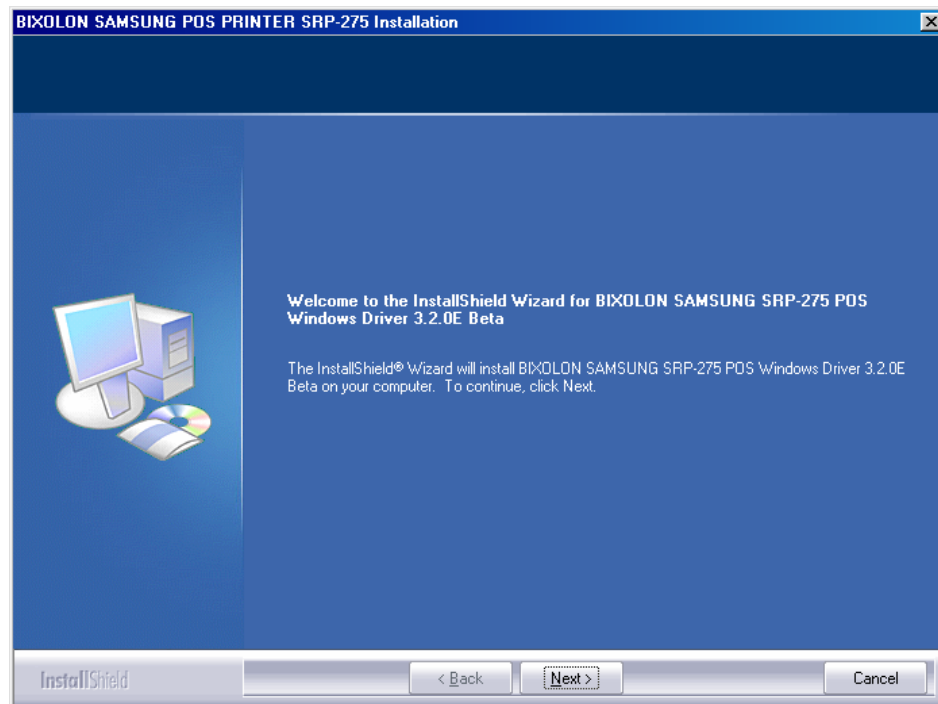 BIXOLON SAMSUNG POS PRINTER SRP-275 Installation
Welcome to the InstallShield Wizard for BIXOLON SAMSUNG SRP-275 POS
Windows Driver 3.2.0E Beta
The InstallShield® Wizard will install BIXOLON SAMSUNG SRP-275 POS Windows Driver 3.2.0E
Beta on your computer. To continue, click Next.
InstallShield
< Back
Next >
Cancel